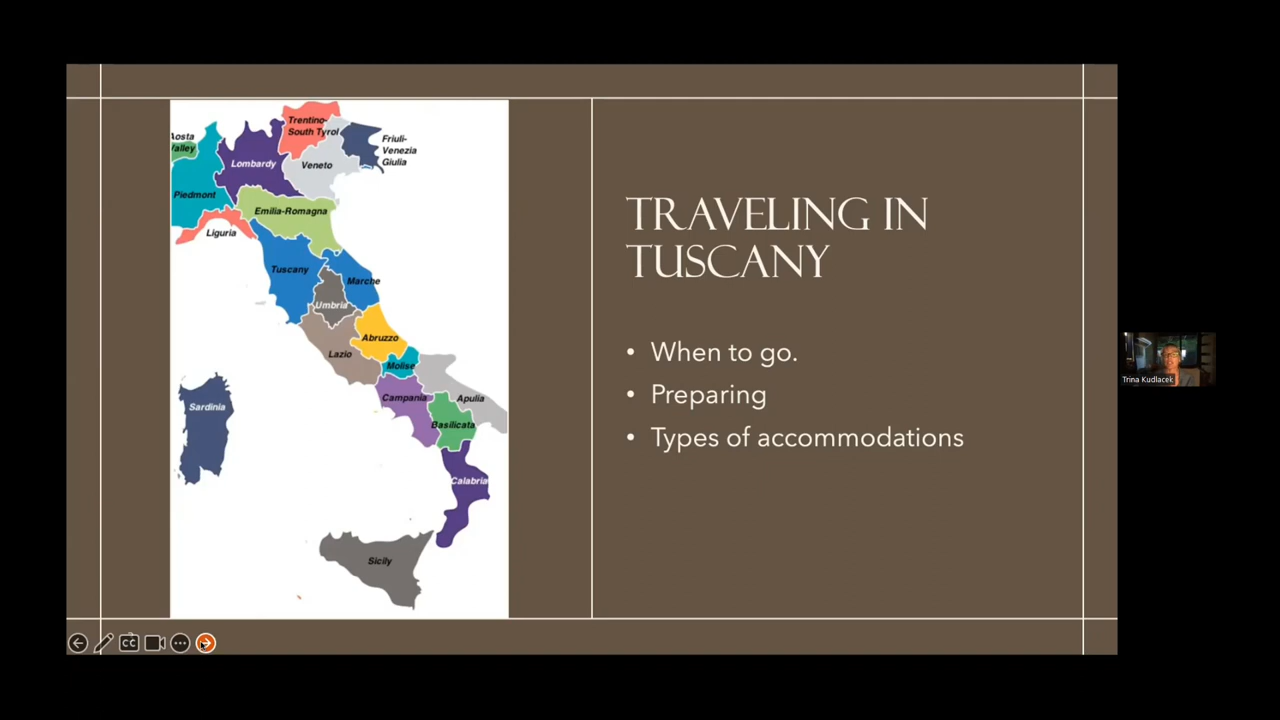 Trentino-
South Tyrol
Friuli-
Venezia
Giulia
Aosta
Valley
Lombardy
Veneto
Piedmont
Emilia-Romagna
Liguria
Tuscany
Marche
Umbria
Abruzzo
Lazio
Molise
Campania
Apulia
Sardinia
Basilicata
Calabria
Sicily
TRAVELING IN
TUSCANY
• When to go.
• Preparing
• Types of accommodations
CC
Trina Kudlacek